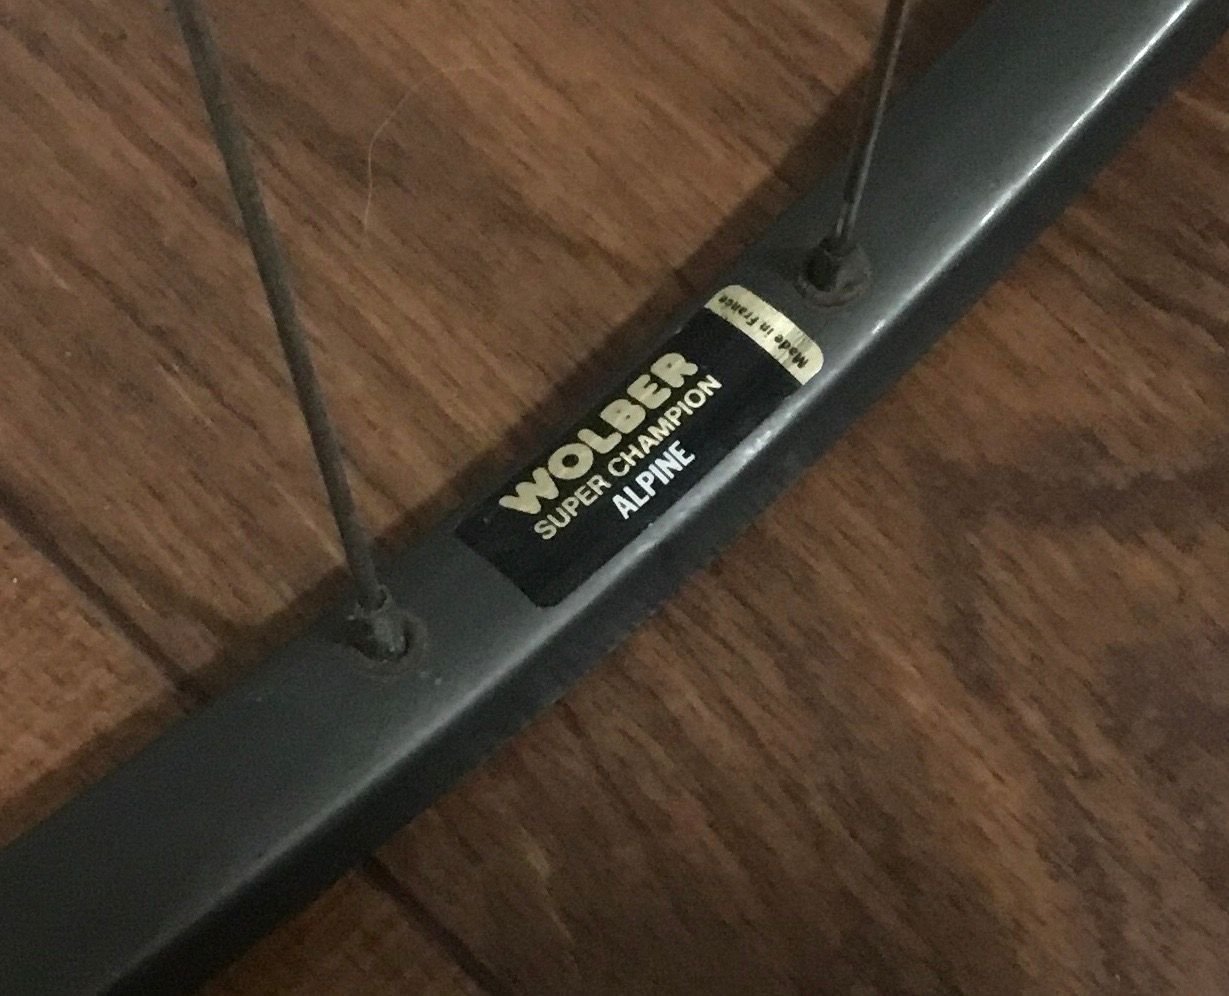 WOLBER
SUPER CHAMPION
ALPINE
Made in France